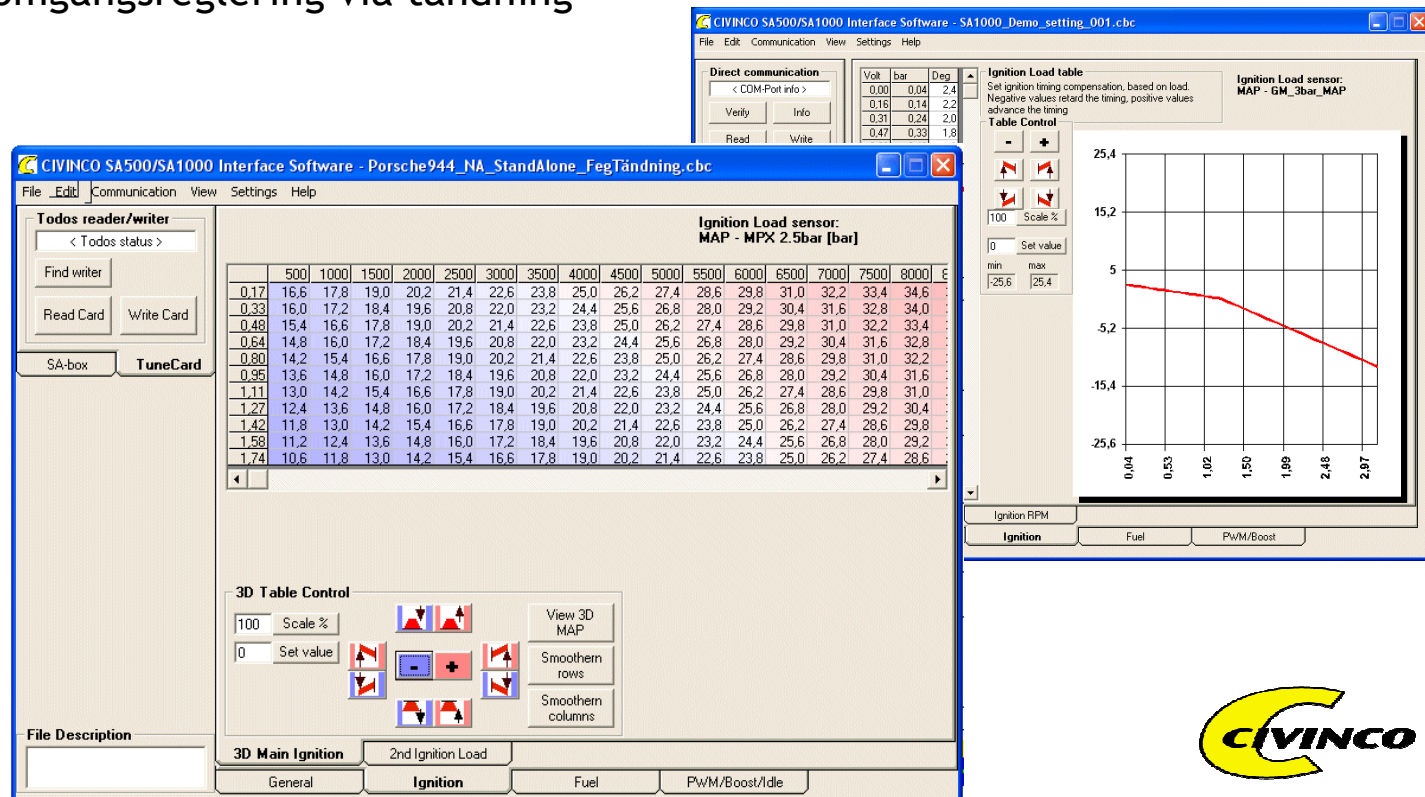 omgångsreglering via tändning
CIVINCO SA500/SA1000 Interface Software - SA1000_Demo_setting_001.cbc
File Edit Communication View Settings Help
Direct communication
< COM-Port info >
Verify Info
Read Write
Volt bar Deg
0,00 0,04 2,4
0,16 0,14 2,2
0,31 0,24 2,0
0,47 0,33 1,8
Ignition Load table
Set ignition timing compensation, based on load.
Negative values retard the timing, positive values
advance the timing
Ignition Load sensor:
MAP - GM_3bar_MAP
Table Control
- +
100 Scale %
0 Set value
min max
-25,6 25,4
25,4
15,2
5
-5,2
-15,4
-25,6
0,04 0,53 1,02 1,50 1,99 2,48 2,97
Ignition RPM
Ignition Fuel PWM/Boost
CIVINCO SA500/SA1000 Interface Software - Porsche944_NA_StandAlone_FegTändning.cbc
File Edit Communication View Settings Help
Todos reader/writer
< Todos status >
Find writer
Read Card Write Card
SA-box TuneCard
Ignition Load sensor:
MAP - MPX 2.5bar [bar]
500 1000 1500 2000 2500 3000 3500 4000 4500 5000 5500 6000 6500 7000 7500 8000
0,17 16,6 17,8 19,0 20,2 21,4 22,6 23,8 25,0 26,2 27,4 28,6 29,8 31,0 32,2 33,4 34,6
0,33 16,0 17,2 18,4 19,6 20,8 22,0 23,2 24,4 25,6 26,8 28,0 29,2 30,4 31,6 32,8 34,0
0,48 15,4 16,6 17,8 19,0 20,2 21,4 22,6 23,8 25,0 26,2 27,4 28,6 29,8 31,0 32,2 33,4
0,64 14,8 16,0 17,2 18,4 19,6 20,8 22,0 23,2 24,4 25,6 26,8 28,0 29,2 30,4 31,6 32,8
0,80 14,2 15,4 16,6 17,8 19,0 20,2 21,4 22,6 23,8 25,0 26,2 27,4 28,6 29,8 31,0 32,2
0,95 13,6 14,8 16,0 17,2 18,4 19,6 20,8 22,0 23,2 24,4 25,6 26,8 28,0 29,2 30,4 31,6
1,11 13,0 14,2 15,4 16,6 17,8 19,0 20,2 21,4 22,6 23,8 25,0 26,2 27,4 28,6 29,8 31,0
1,27 12,4 13,6 14,8 16,0 17,2 18,4 19,6 20,8 22,0 23,2 24,4 25,6 26,8 28,0 29,2 30,4
1,42 11,8 13,0 14,2 15,4 16,6 17,8 19,0 20,2 21,4 22,6 23,8 25,0 26,2 27,4 28,6 29,8
1,58 11,2 12,4 13,6 14,8 16,0 17,2 18,4 19,6 20,8 22,0 23,2 24,4 25,6 26,8 28,0 29,2
1,74 10,6 11,8 13,0 14,2 15,4 16,6 17,8 19,0 20,2 21,4 22,6 23,8 25,0 26,2 27,4 28,6
3D Table Control
100 Scale %
0 Set value
- +
View 3D
MAP
Smoothern
rows
Smoothern
columns
File Description
3D Main Ignition 2nd Ignition Load
General Ignition Fuel PWM/Boost/Idle
CIVINCO